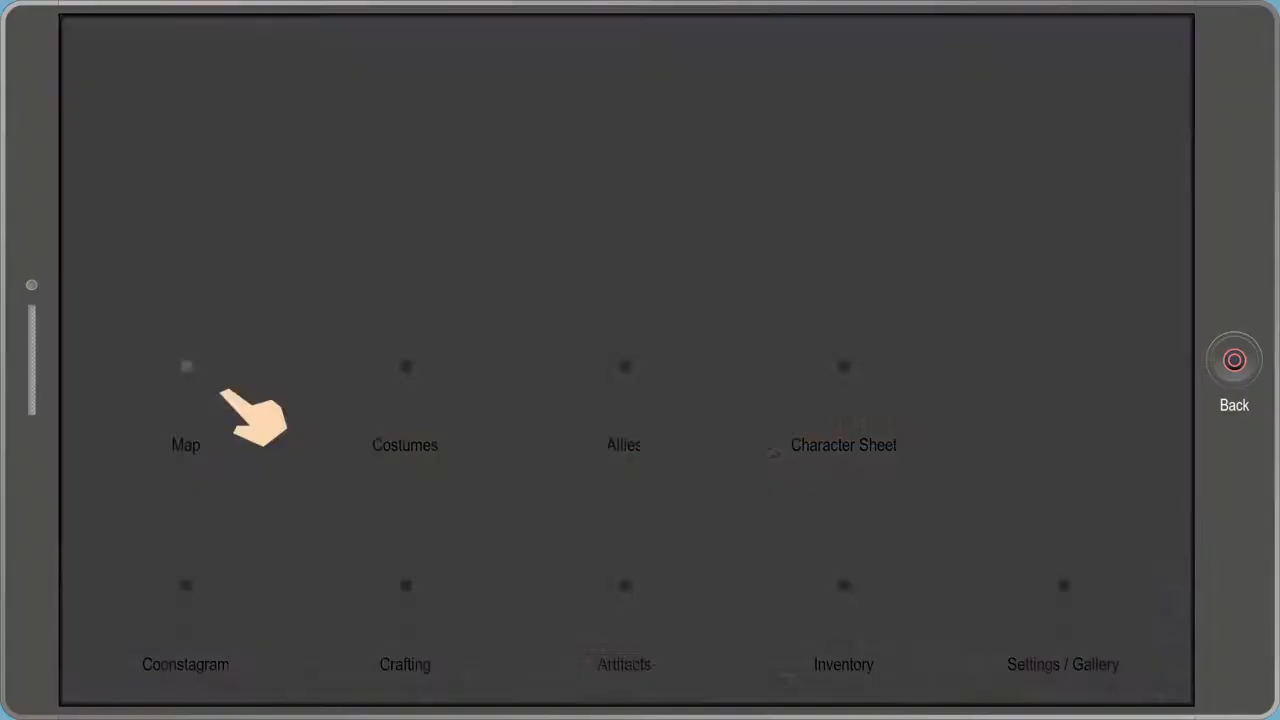 Back
Map
Costumes
Allies
Character Sheet
Coonstagram
Crafting
Artifacts
Inventory
Settings / Gallery